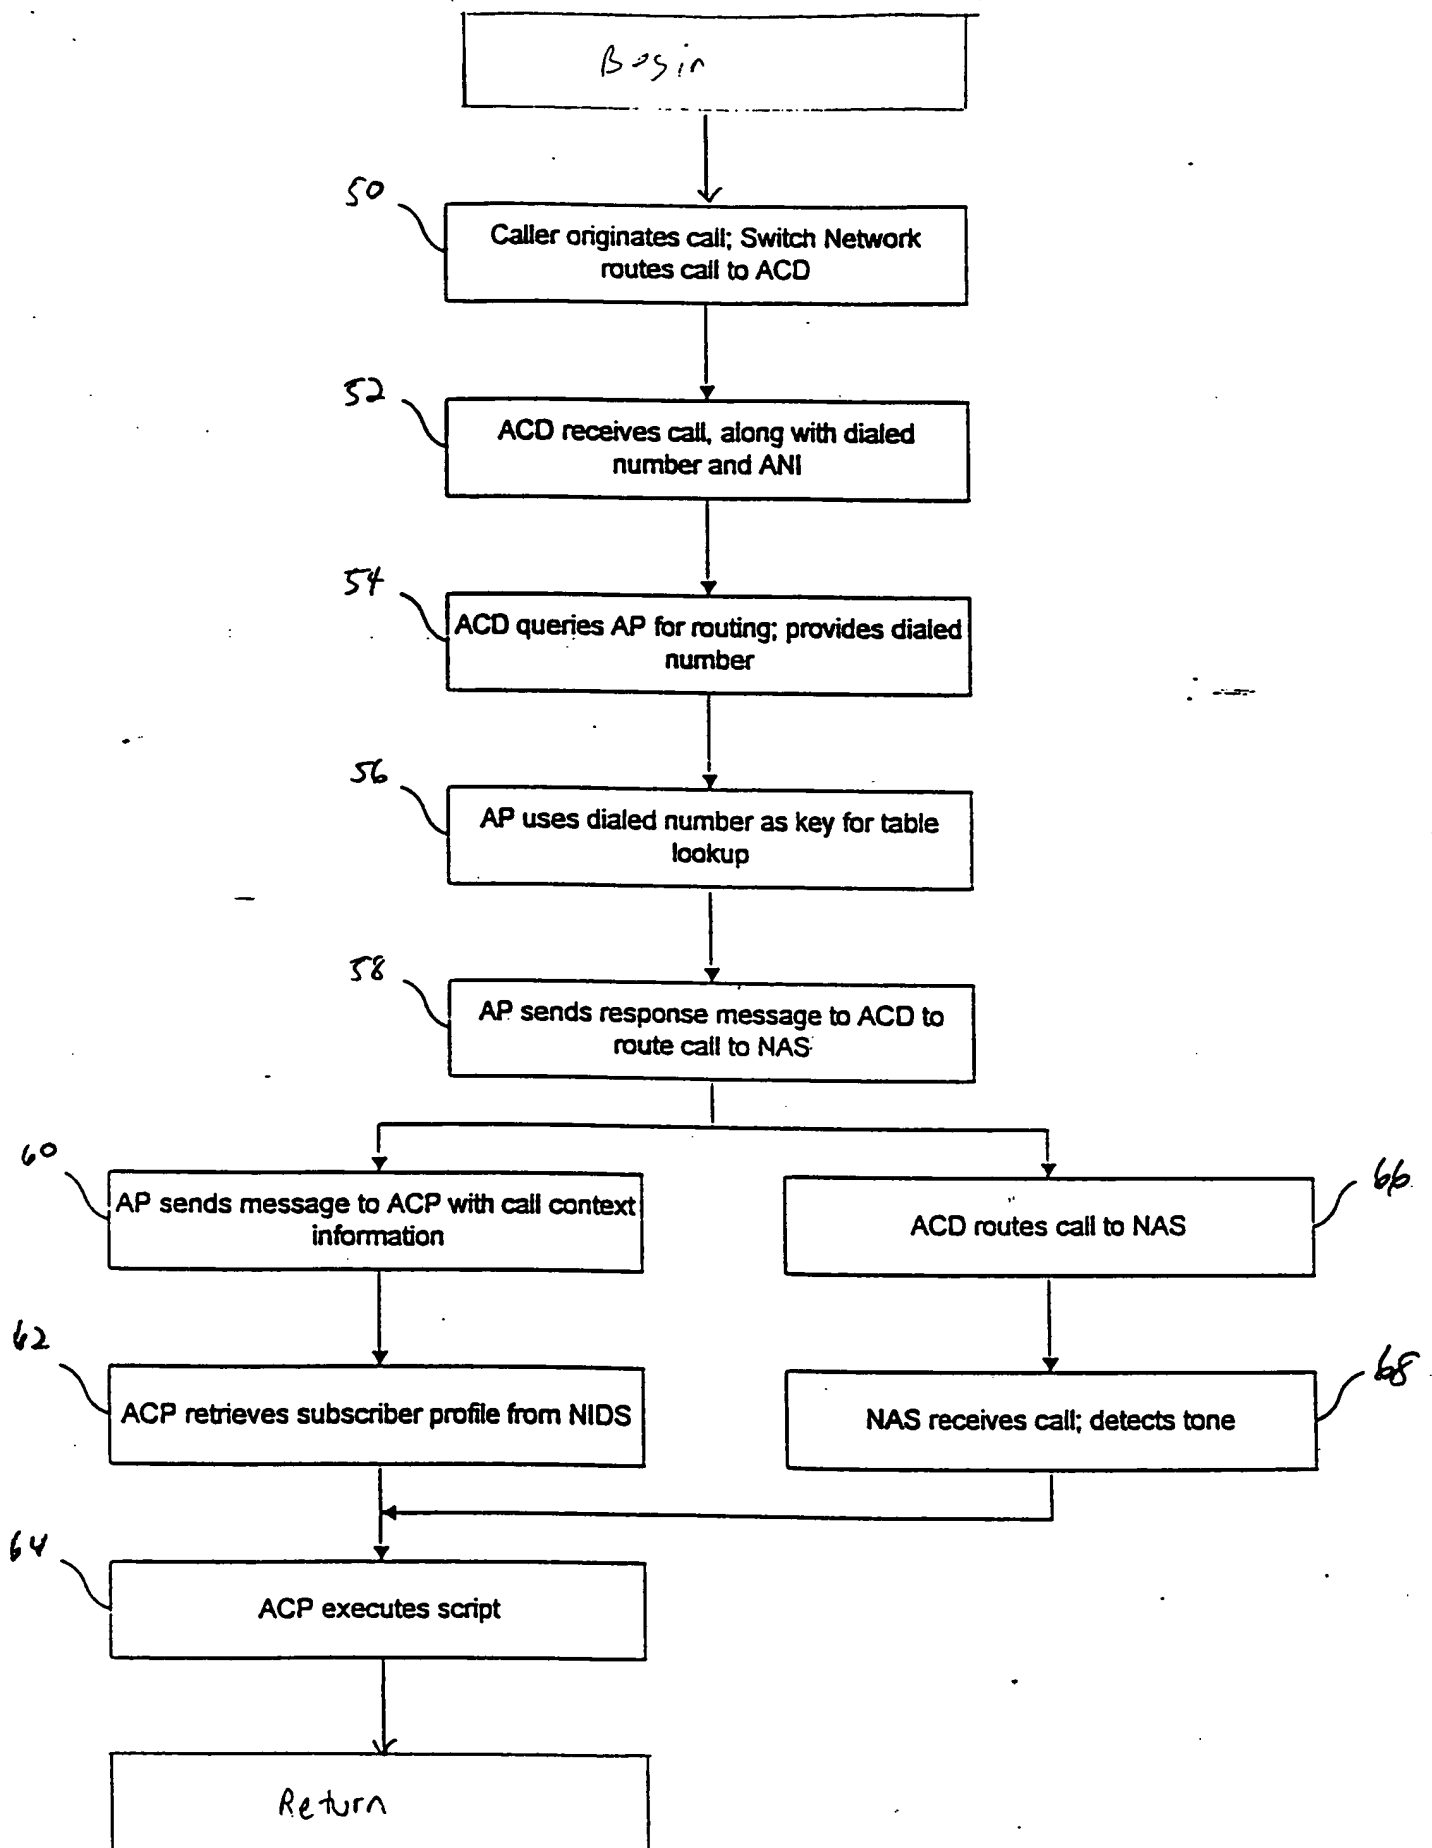 Begin
50
Caller originates call; Switch Network
routes call to ACD
52
ACD receives call, along with dialed
number and ANI
54
ACD queries AP for routing; provides dialed
number
56
AP uses dialed number as key for table
lookup
58
AP sends response message to ACD to
route call to NAS
60
AP sends message to ACP with call context
information
66
ACD routes call to NAS
62
ACP retrieves subscriber profile from NIDS
68
NAS receives call; detects tone
64
ACP executes script
Return